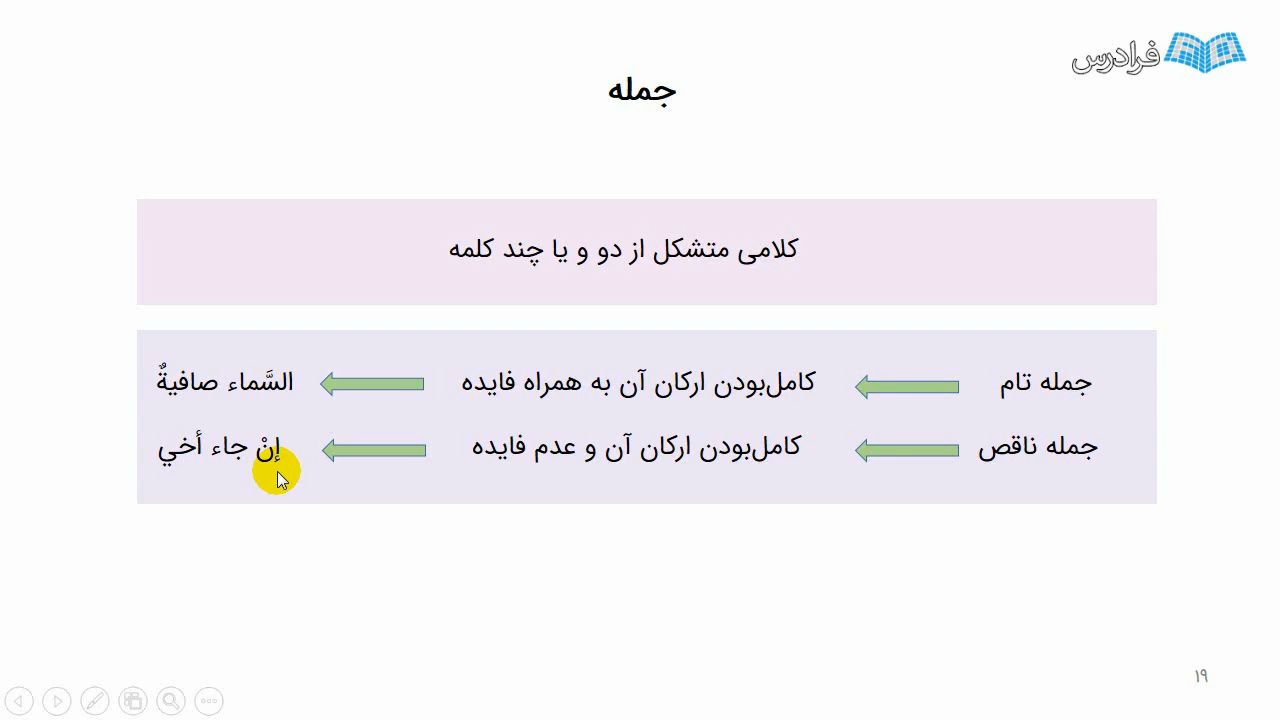 فرادرس
جمله
کلامی متشکل از دو و یا چند کلمه
جمله تام کامل‌بودن ارکان آن به همراه فایده السَّماء صافیةٌ
جمله ناقص کامل‌بودن ارکان آن و عدم فایده إنْ جاء أخي
۱۹